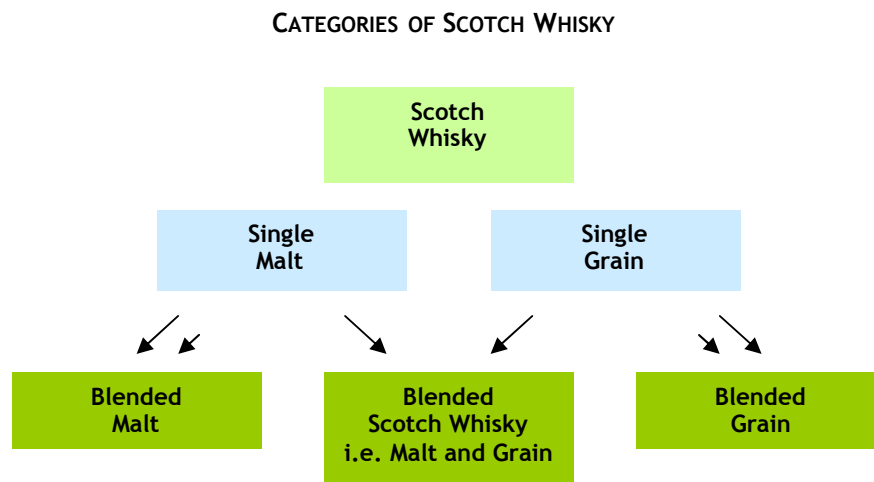 CATEGORIES OF SCOTCH WHISKY
Scotch
Whisky
Single
Malt
Single
Grain
Blended
Malt
Blended
Scotch Whisky
i.e. Malt and Grain
Blended
Grain